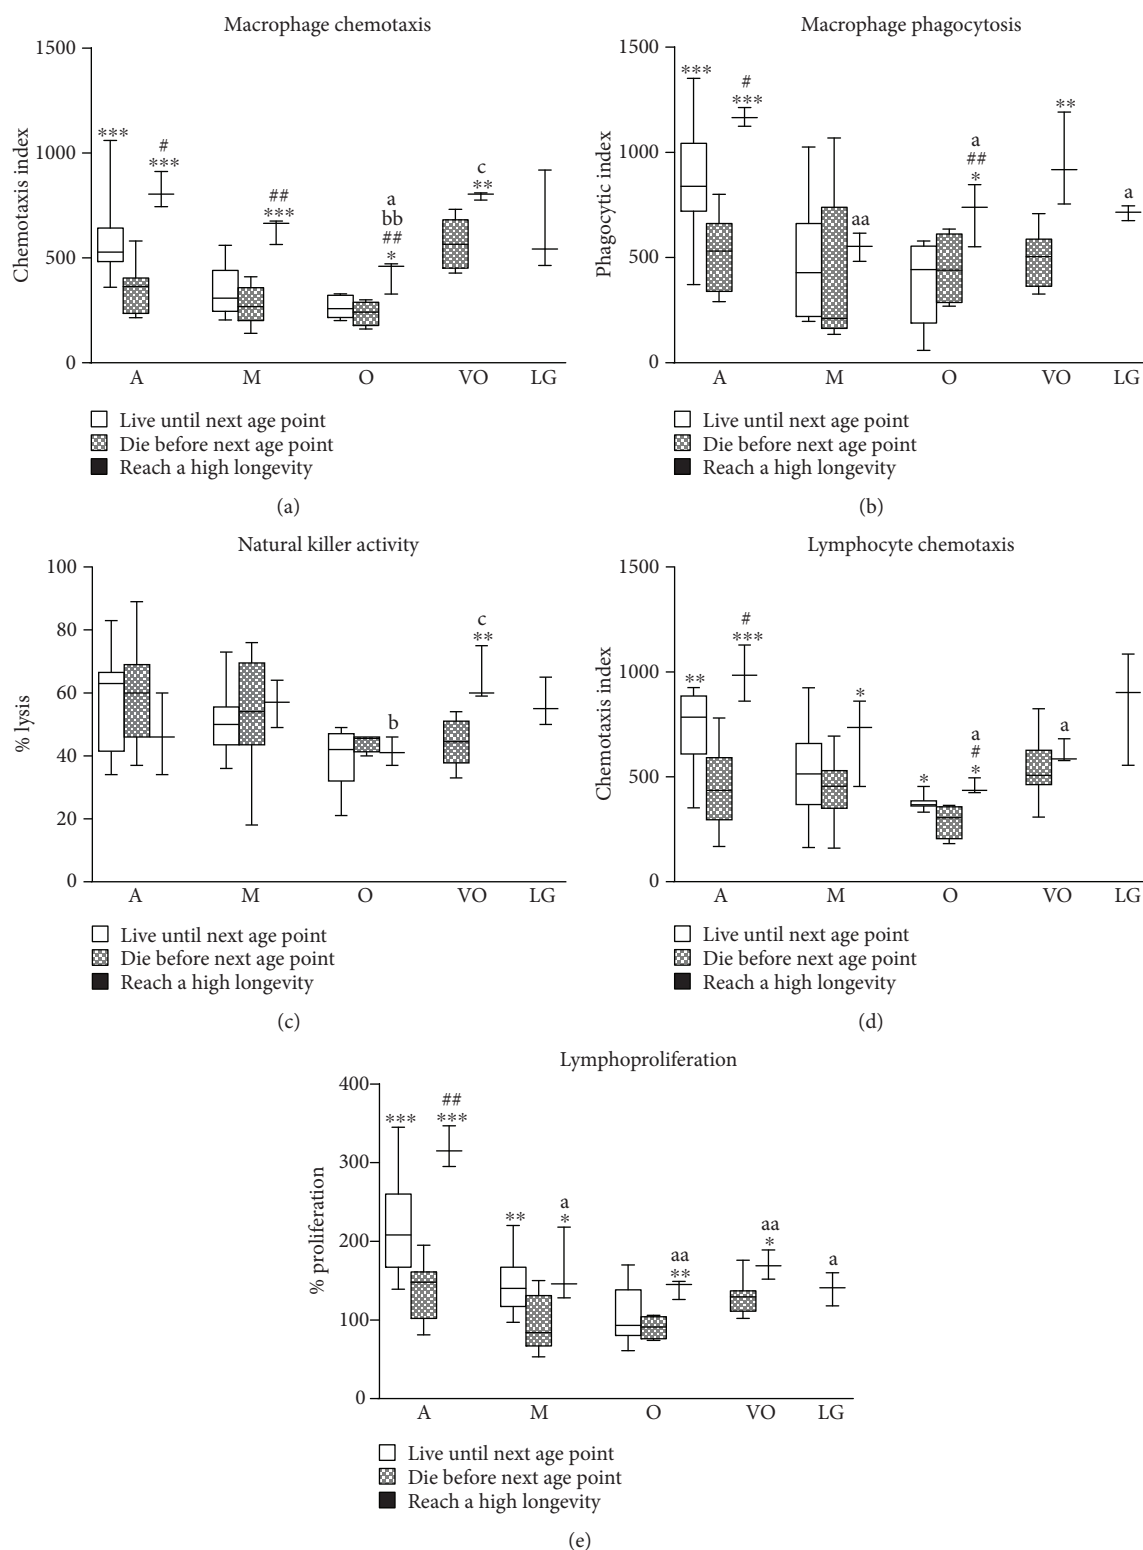 Macrophage chemotaxis
1500
1000
500
0
Chemotaxis index
***
#
***
##
***
a
bb
##
*
c
**
A M O VO LG
Live until next age point
Die before next age point
Reach a high longevity
(a)
Macrophage phagocytosis
1500
1000
500
0
Phagocytic index
***
#
***
aa
a
##
*
**
a
A M O VO LG
Live until next age point
Die before next age point
Reach a high longevity
(b)
Natural killer activity
100
80
60
40
20
0
% lysis
b
c
**
A M O VO LG
Live until next age point
Die before next age point
Reach a high longevity
(c)
Lymphocyte chemotaxis
1500
1000
500
0
Chemotaxis index
**
#
***
*
*
a
#
*
a
A M O VO LG
Live until next age point
Die before next age point
Reach a high longevity
(d)
Lymphoproliferation
400
300
200
100
0
% proliferation
***
##
***
**
a
*
aa
**
aa
*
a
A M O VO LG
Live until next age point
Die before next age point
Reach a high longevity
(e)